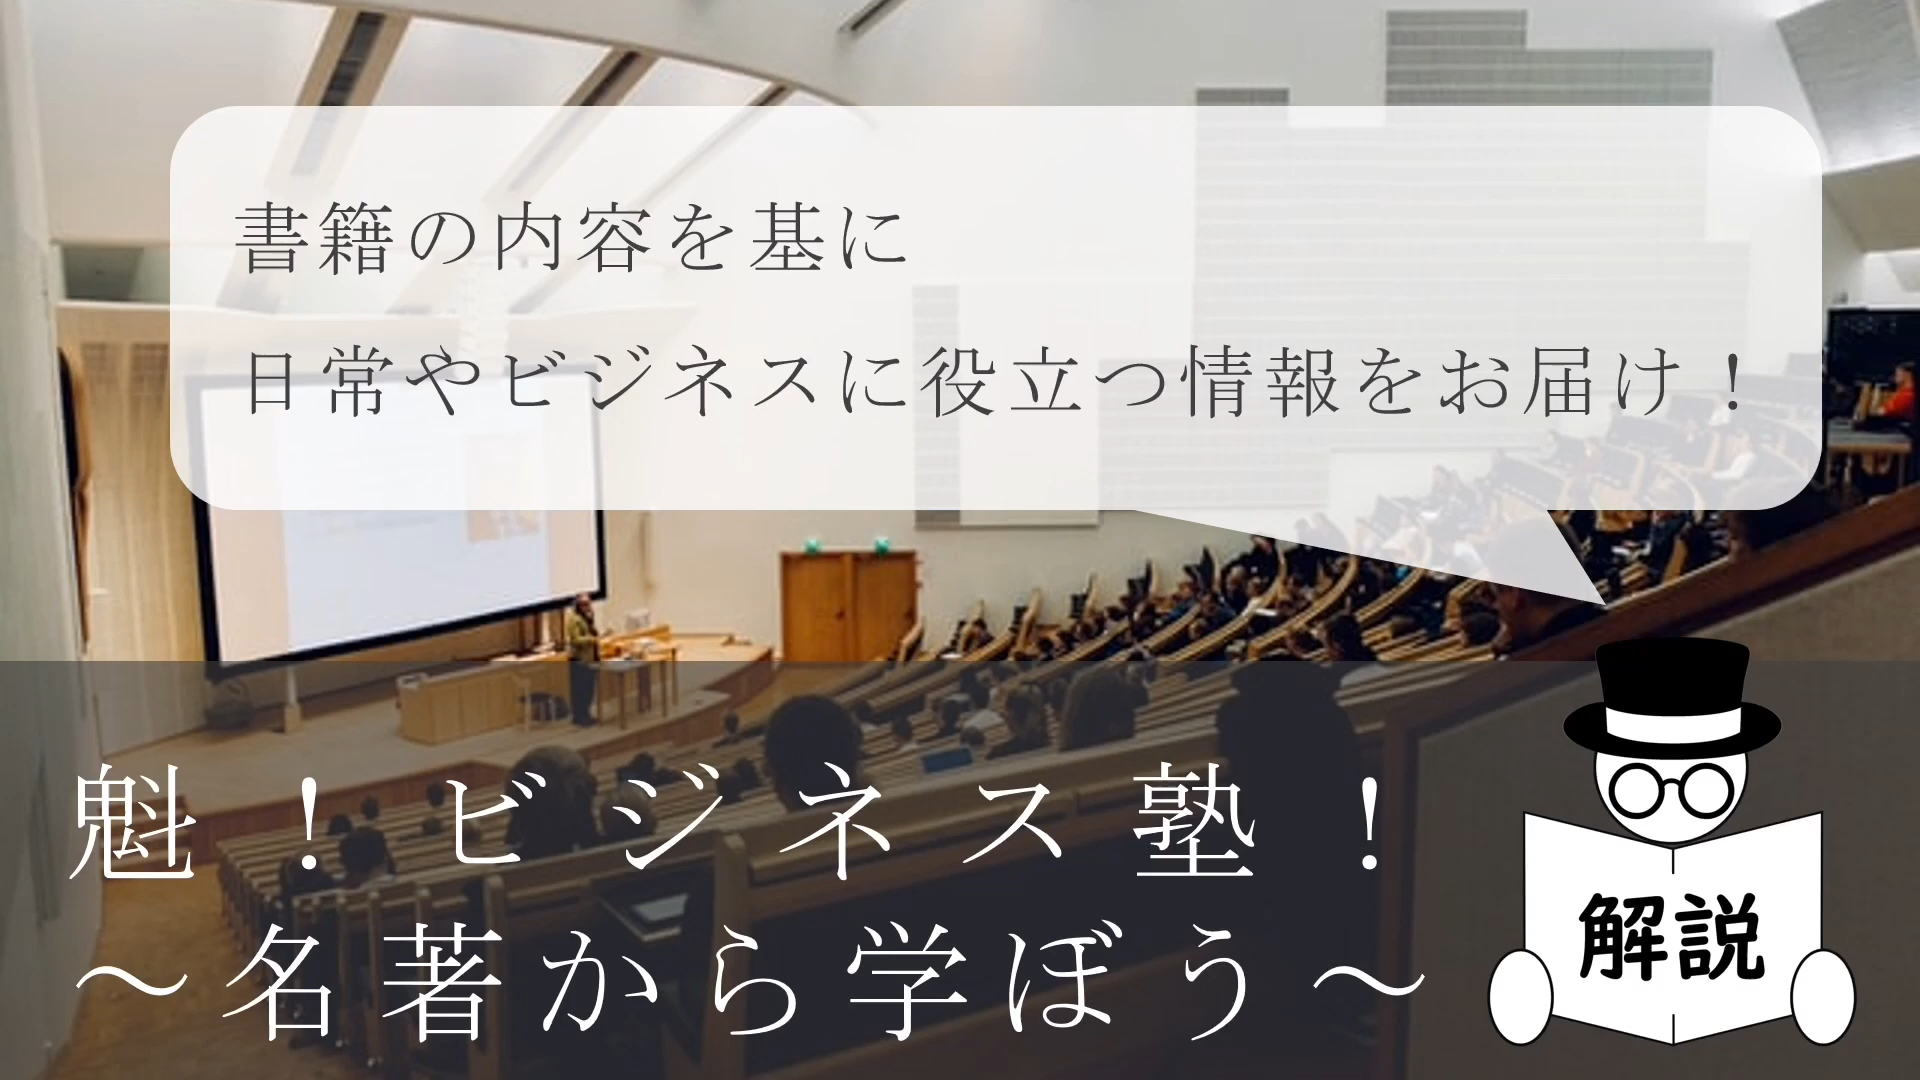 書籍の内容を基に
日常やビジネスに役立つ情報をお届け！
魁！ビジネス塾！
～名著から学ぼう～
解説